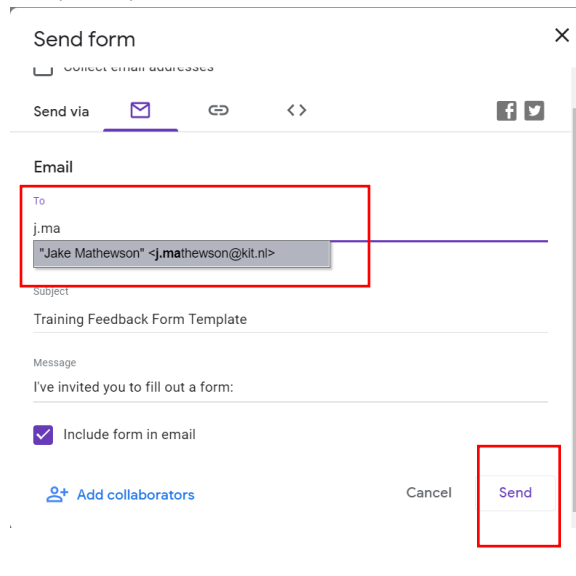 Send form
Collect email addresses
Send via
Email
To
j.ma
"Jake Mathewson" <j.mathewson@kit.nl>
Subject
Training Feedback Form Template
Message
I've invited you to fill out a form:
Include form in email
Add collaborators Cancel Send